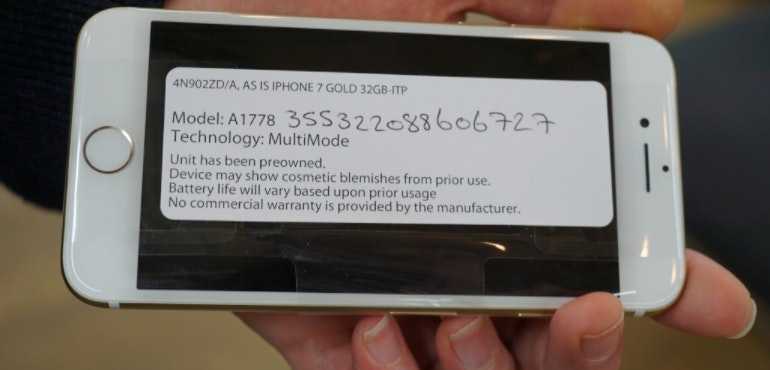 4N902ZD/A, AS IS IPHONE 7 GOLD 32GB-ITP
Model: A1778 355322088606727
Technology: MultiMode
Unit has been preowned.
Device may show cosmetic blemishes from prior use.
Battery life will vary based upon prior usage
No commercial warranty is provided by the manufacturer.